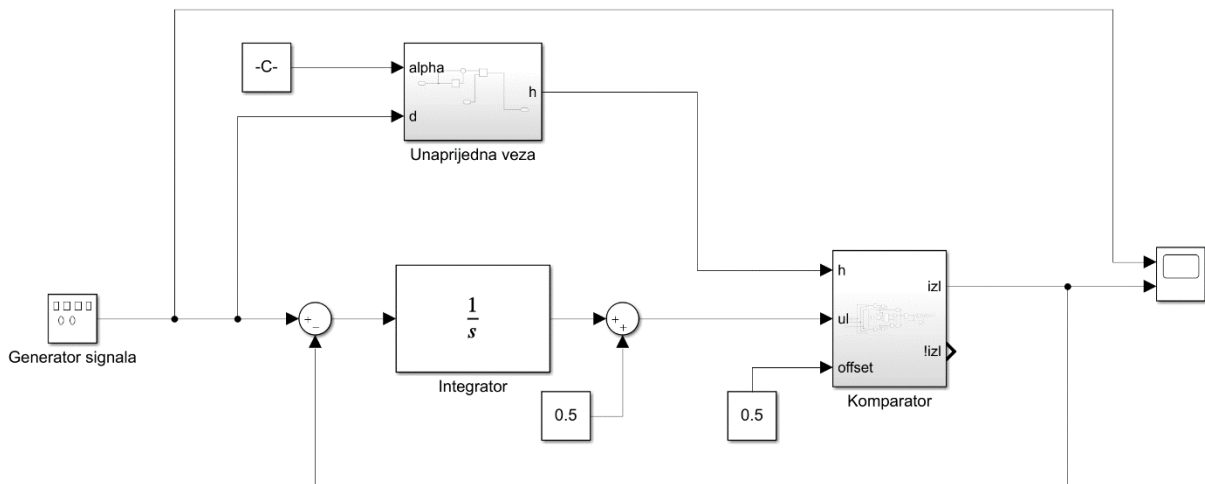 -C-
alpha
h
d
Unaprijedna veza
h
izl
1
s
ul
!izl
Generator signala
offset
Integrator
0.5
0.5
Komparator